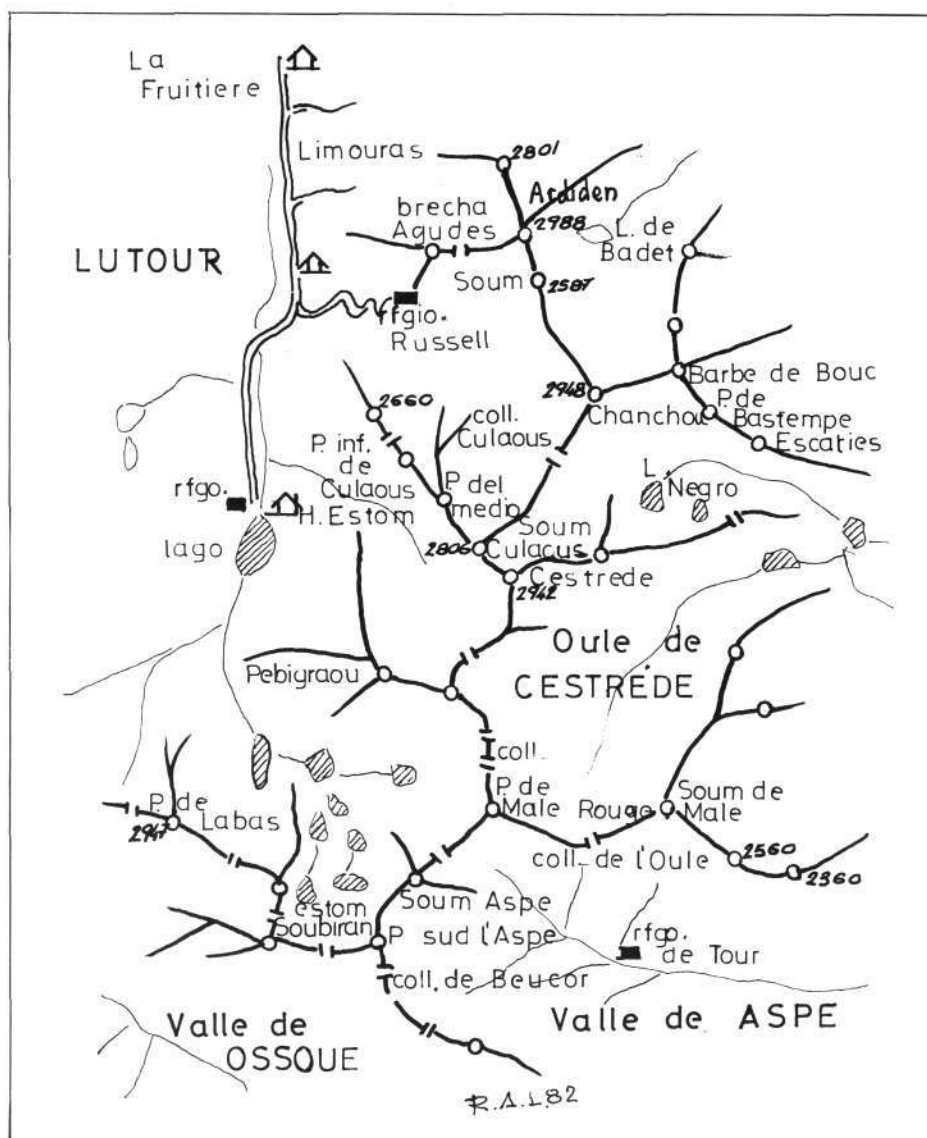 La
Fruitiere
Limouras
2801
Ardiden
2988
brecha
Agudes
L. de
Badet
LUTOUR
Soum
2587
rfgio.
Russell
Barbe de Bouc
2948
Chanchou
P. de
Bastempe
Escaties
2660
coll.
Culaous
P. inf.
de
Culaous
P. del
medio
L.
Negro
rfgo.
H. Estom
lago
Soum
Culaous
2806
Cestrede
2942
Oule de
CESTRÉDE
Pebigraou
coll.
P. de
Male Rouge
Soum de
Male
P. de
Labas
2947
coll. de l'Oule
2560
2360
estom
Soubiran
Soum Aspe
P. sud l'Aspe
rfgo.
de Tour
coll. de Beucor
Valle de
OSSOUE
Valle de ASPE
R.A.L.82